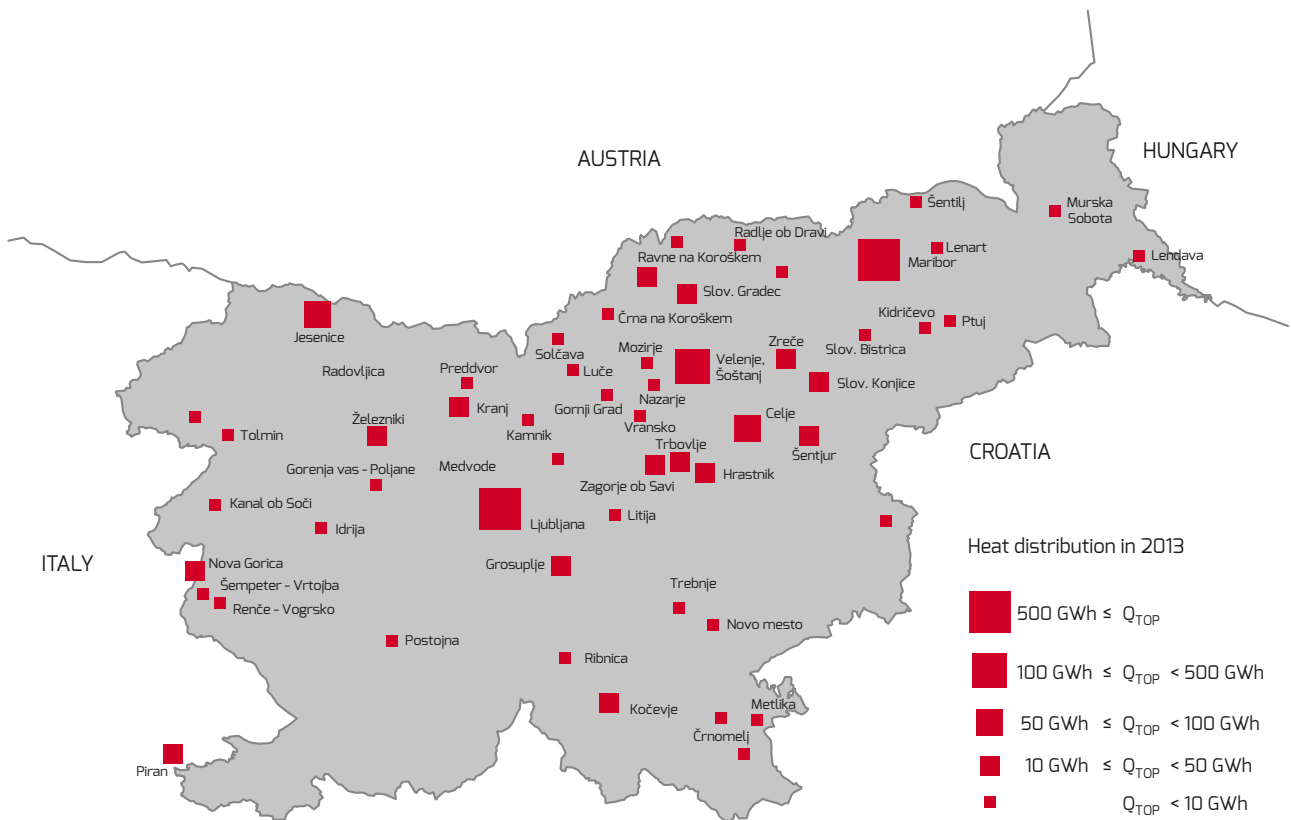 AUSTRIA
HUNGARY
Šentilj
Murska
Sobota
Radlje ob Dravi
Lenart
Ravne na Koroškem
Maribor
Lendava
Slov. Gradec
Kidričevo
Črna na Koroškem
Ptuj
Jesenice
Zreče
Slov. Bistrica
Mozirje
Solčava
Velenje,
Šoštanj
Preddvor
Radovljica
Luče
Slov. Konjice
Nazarje
Kranj
Gornji Grad
Železniki
Celje
Kamnik
Vransko
Tolmin
Trbovlje
CROATIA
Šentjur
Medvode
Gorenja vas - Poljane
Hrastnik
Zagorje ob Savi
Kanal ob Soči
Litija
Ljubljana
Idrija
Heat distribution in 2013
ITALY
Nova Gorica
Grosuplje
Šempeter - Vrtojba
Trebnje
Renče - Vogrsko
500 GWh ≤ Q_TOP
Novo mesto
Postojna
Ribnica
100 GWh ≤ Q_TOP < 500 GWh
Metlika
Kočevje
50 GWh ≤ Q_TOP < 100 GWh
Črnomelj
10 GWh ≤ Q_TOP < 50 GWh
Piran
Q_TOP < 10 GWh